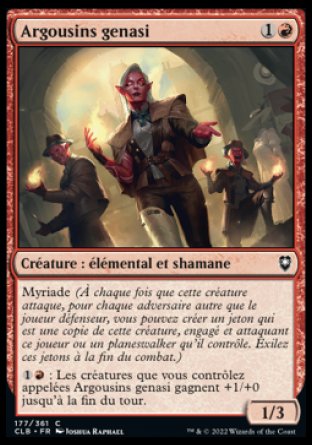 Argousins genasi 1
Créature : élémental et shamane
Myriade (À chaque fois que cette créature
attaque, pour chaque adversaire autre que le
joueur défenseur, vous pouvez créer un jeton qui
est une copie de cette créature, engagé et attaquant
ce joueur ou un planeswalker qu'il contrôle. Exilez
ces jetons à la fin du combat.)
1 : Les créatures que vous contrôlez
appelées Argousins genasi gagnent +1/+0
jusqu'à la fin du tour.
1/3
177/361 C
CLB • FR Joshua Raphael
™ & © 2022 Wizards of the Coast